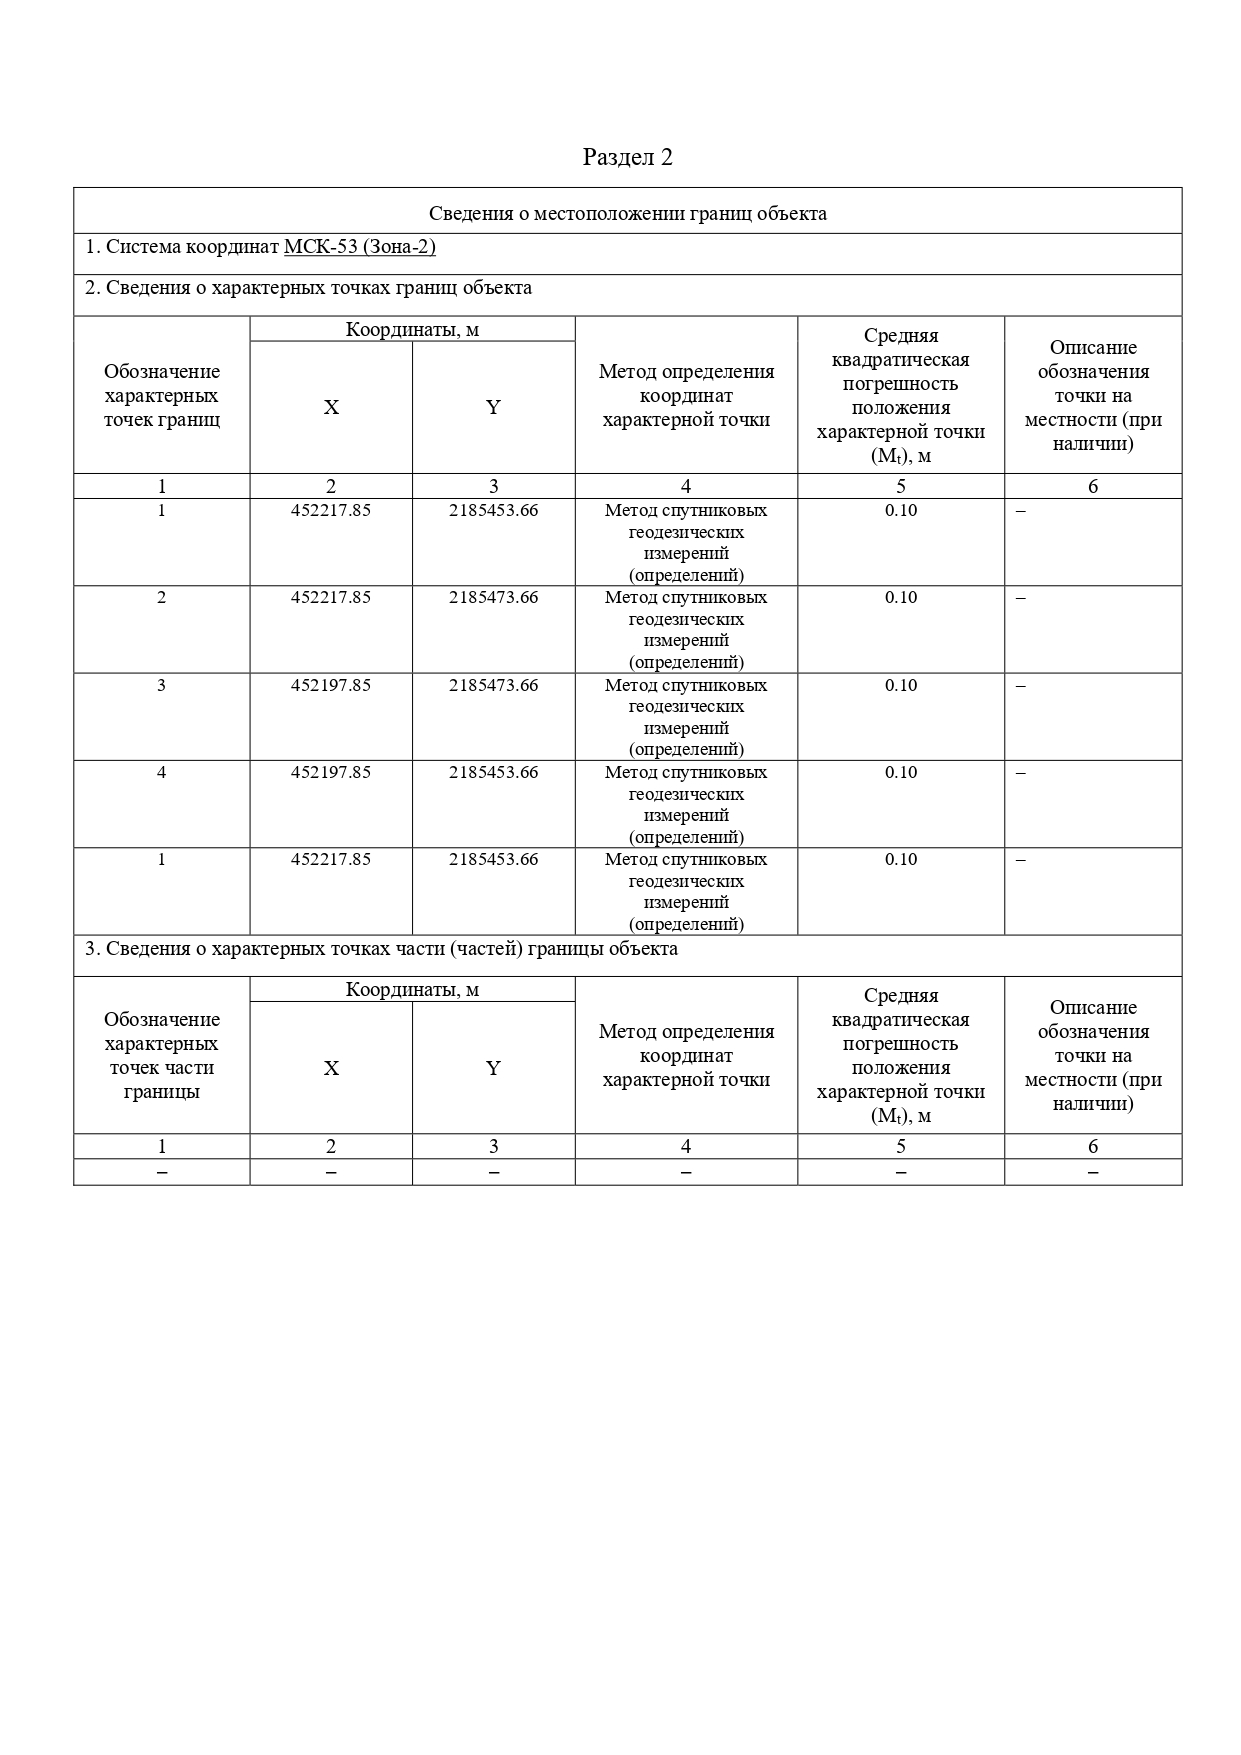 Раздел 2
Сведения о местоположении границ объекта
1. Система координат МСК-53 (Зона-2)
2. Сведения о характерных точках границ объекта
Обозначение
характерных
точек границ
Координаты, м
X
Y
Метод определения
координат
характерной точки
Средняя
квадратическая
погрешность
положения
характерной точки
(Mt), м
Описание
обозначения
точки на
местности (при
наличии)
1 2 3 4 5 6
1 452217.85 2185453.66 Метод спутниковых 0.10 –
геодезических
измерений
(определений)
2 452217.85 2185473.66 Метод спутниковых 0.10 –
геодезических
измерений
(определений)
3 452197.85 2185473.66 Метод спутниковых 0.10 –
геодезических
измерений
(определений)
4 452197.85 2185453.66 Метод спутниковых 0.10 –
геодезических
измерений
(определений)
1 452217.85 2185453.66 Метод спутниковых 0.10 –
геодезических
измерений
(определений)
3. Сведения о характерных точках части (частей) границы объекта
Обозначение
характерных
точек части
границы
Координаты, м
X
Y
Метод определения
координат
характерной точки
Средняя
квадратическая
погрешность
положения
характерной точки
(Mt), м
Описание
обозначения
точки на
местности (при
наличии)
1 2 3 4 5 6
– – – – – –